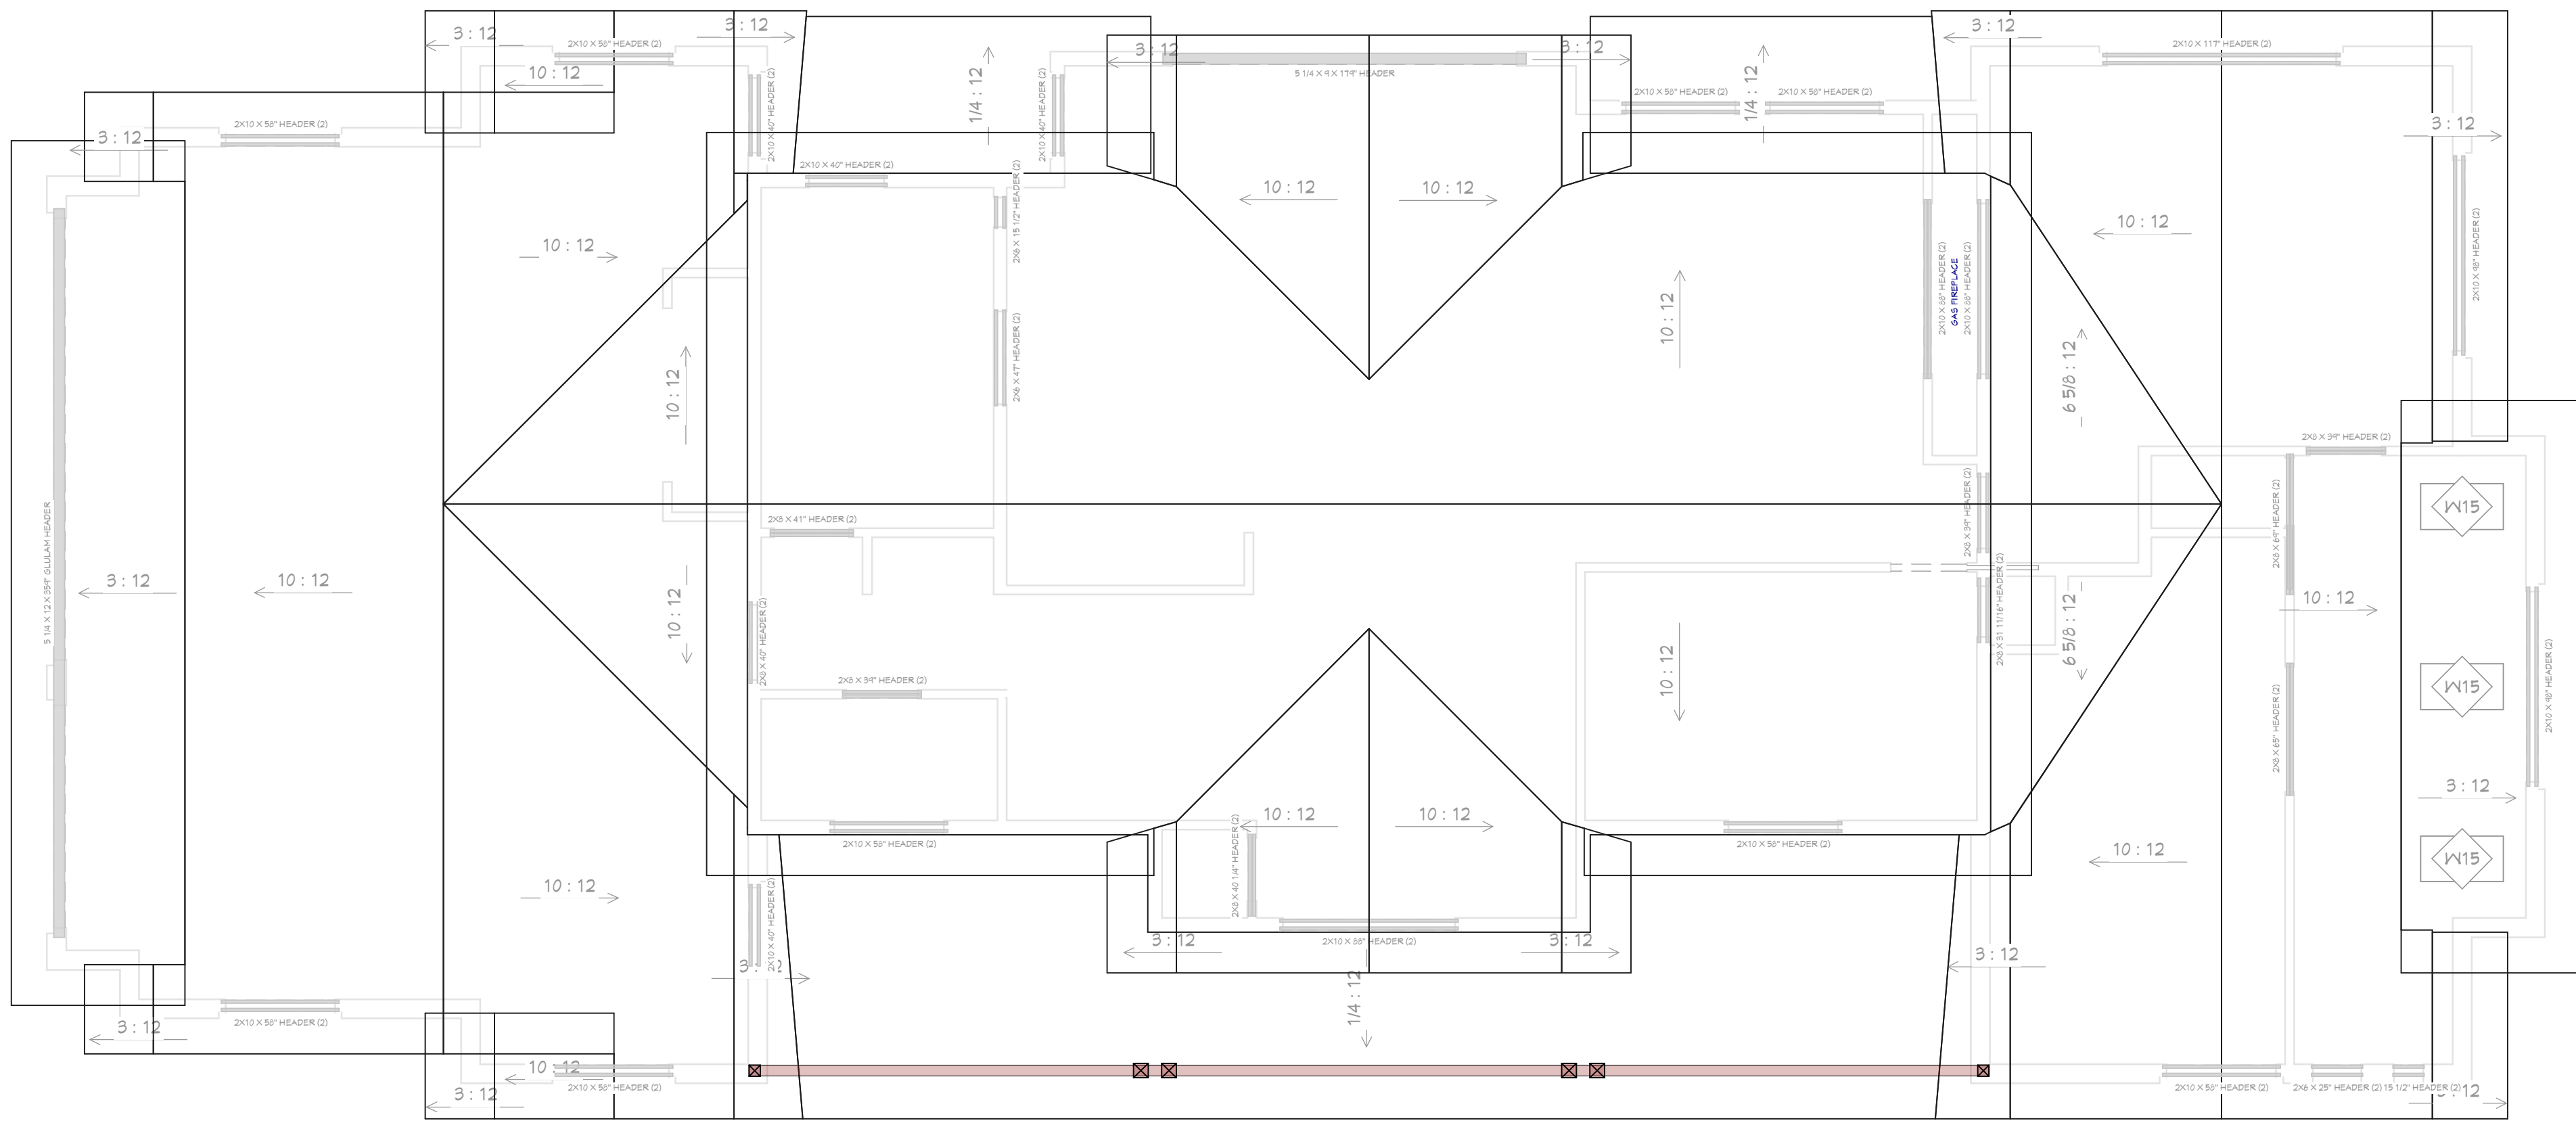 3 : 12
3 : 12
3 : 12
2X10 X 58" HEADER (2)
2X10 X 117" HEADER (2)
3 : 12
3 : 12
5 1/4 X 9 X 179" HEADER
10 : 12
1/4 : 12
1/4 : 12
2X10 X 40" HEADER (2)
2X10 X 40" HEADER (2)
2X10 X 58" HEADER (2)
2X10 X 58" HEADER (2)
2X10 X 58" HEADER (2)
3 : 12
3 : 12
2X10 X 40" HEADER (2)
2X6 X 15 1/2" HEADER (2)
10 : 12
10 : 12
10 : 12
10 : 12
2X10 X 98" HEADER (2)
2X10 X 88" HEADER (2)
GAS FIREPLACE
2X10 X 88" HEADER (2)
10 : 12
2X6 X 47" HEADER (2)
10 : 12
6 5/8 : 12
2X8 X 39" HEADER (2)
2X8 X 41" HEADER (2)
2X8 X 39" HEADER (2)
2X8 X 69" HEADER (2)
W15
5 1/4 X 12 X 359" GLULAM HEADER
3 : 12
10 : 12
10 : 12
2X8 X 40" HEADER (2)
2X8 X 31 11/16" HEADER (2)
6 5/8 : 12
10 : 12
2X8 X 39" HEADER (2)
10 : 12
2X8 X 65" HEADER (2)
W15
2X10 X 98" HEADER (2)
3 : 12
10 : 12
10 : 12
2X10 X 58" HEADER (2)
2X8 X 40 1/4" HEADER (2)
2X10 X 58" HEADER (2)
10 : 12
W15
10 : 12
2X10 X 40" HEADER (2)
3 : 12
2X10 X 88" HEADER (2)
3 : 12
3 : 12
1/4 : 12
2X10 X 58" HEADER (2)
3 : 12
10 : 12
2X10 X 58" HEADER (2)
3 : 12
2X10 X 58" HEADER (2)
2X6 X 25" HEADER (2)
15 1/2" HEADER (2)
12